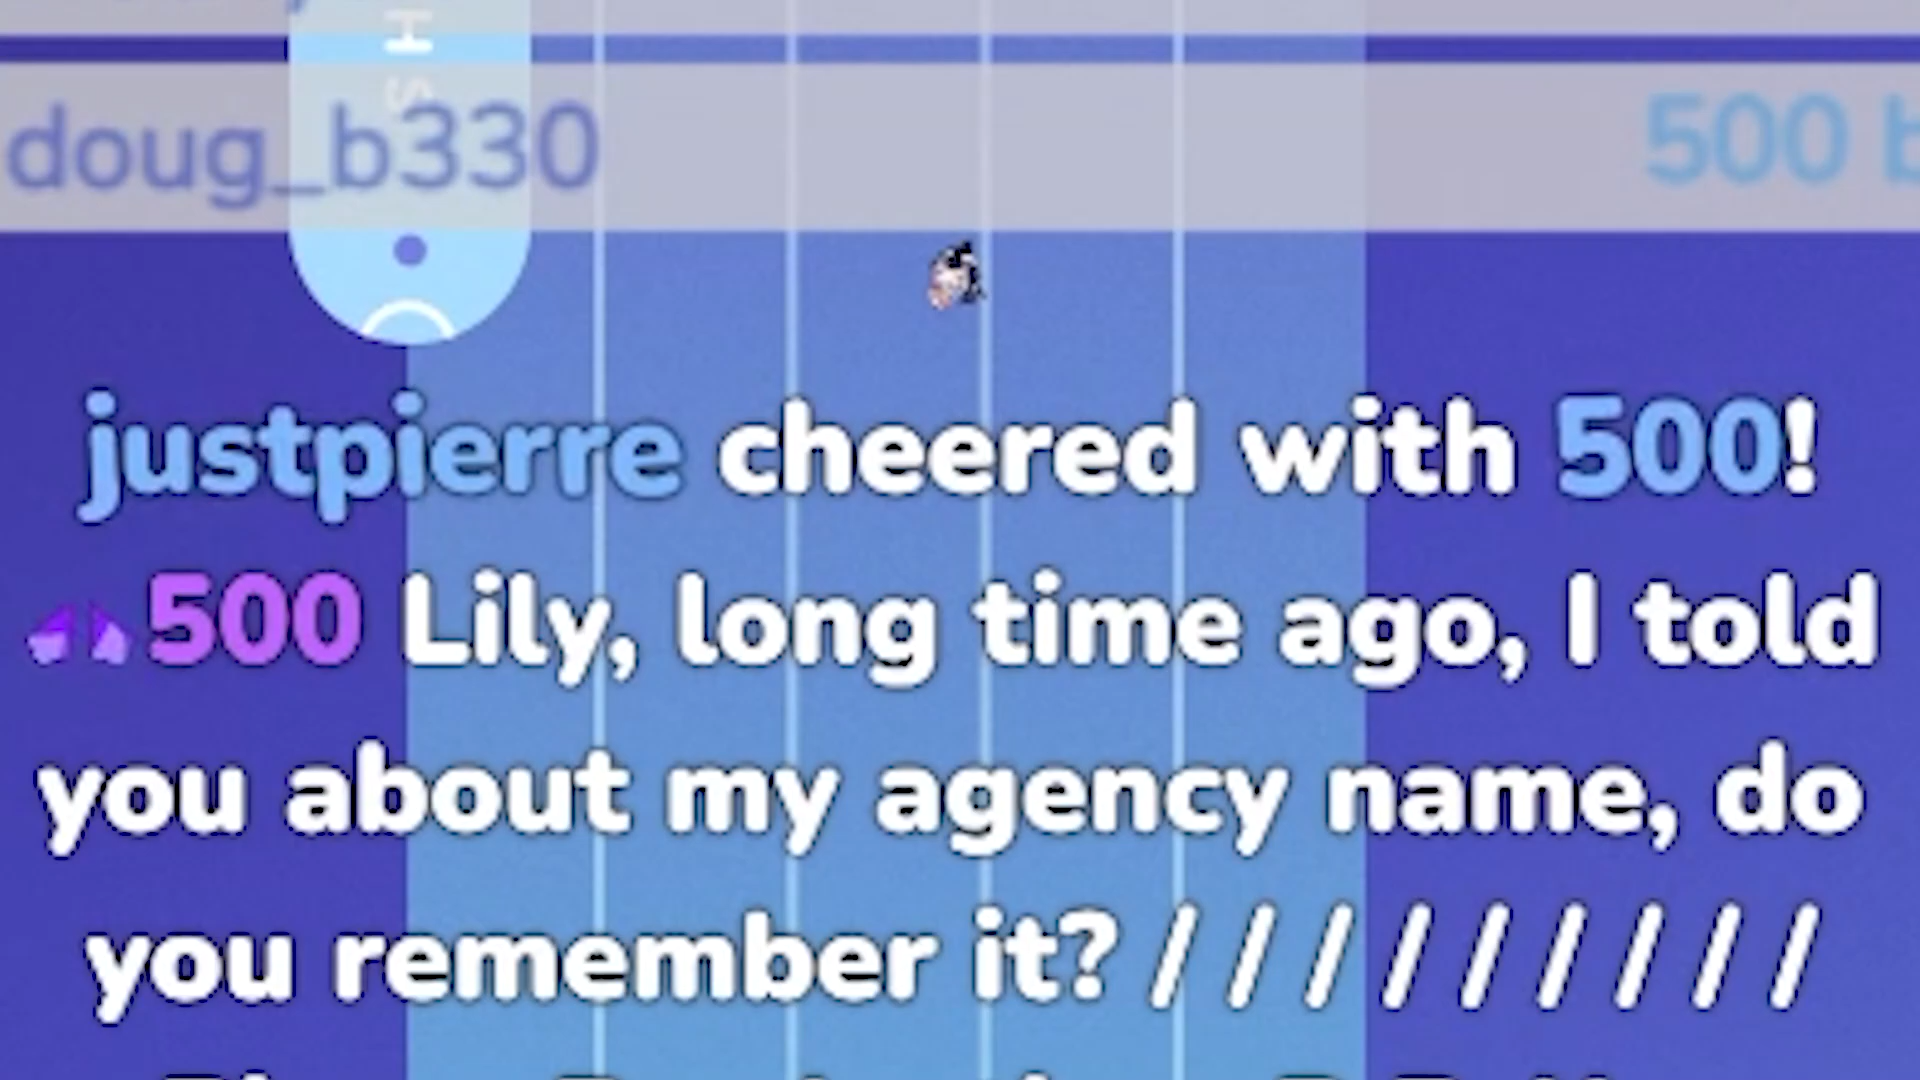 doug_b330 500 b
justpierre cheered with 500!
500 Lily, long time ago, I told
you about my agency name, do
you remember it? / / / / / / / / /